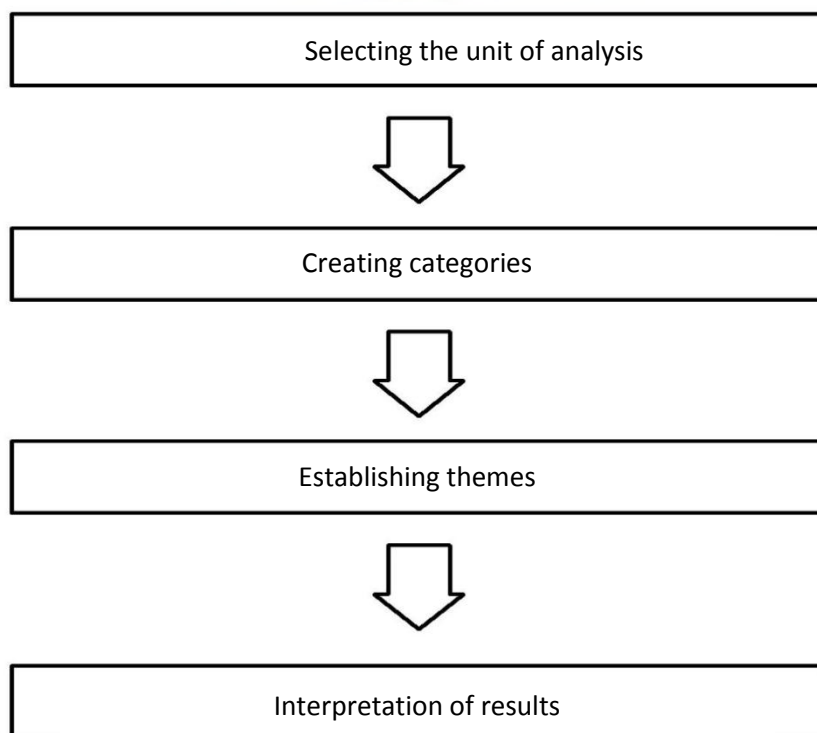 Selecting the unit of analysis
Creating categories
Establishing themes
Interpretation of results